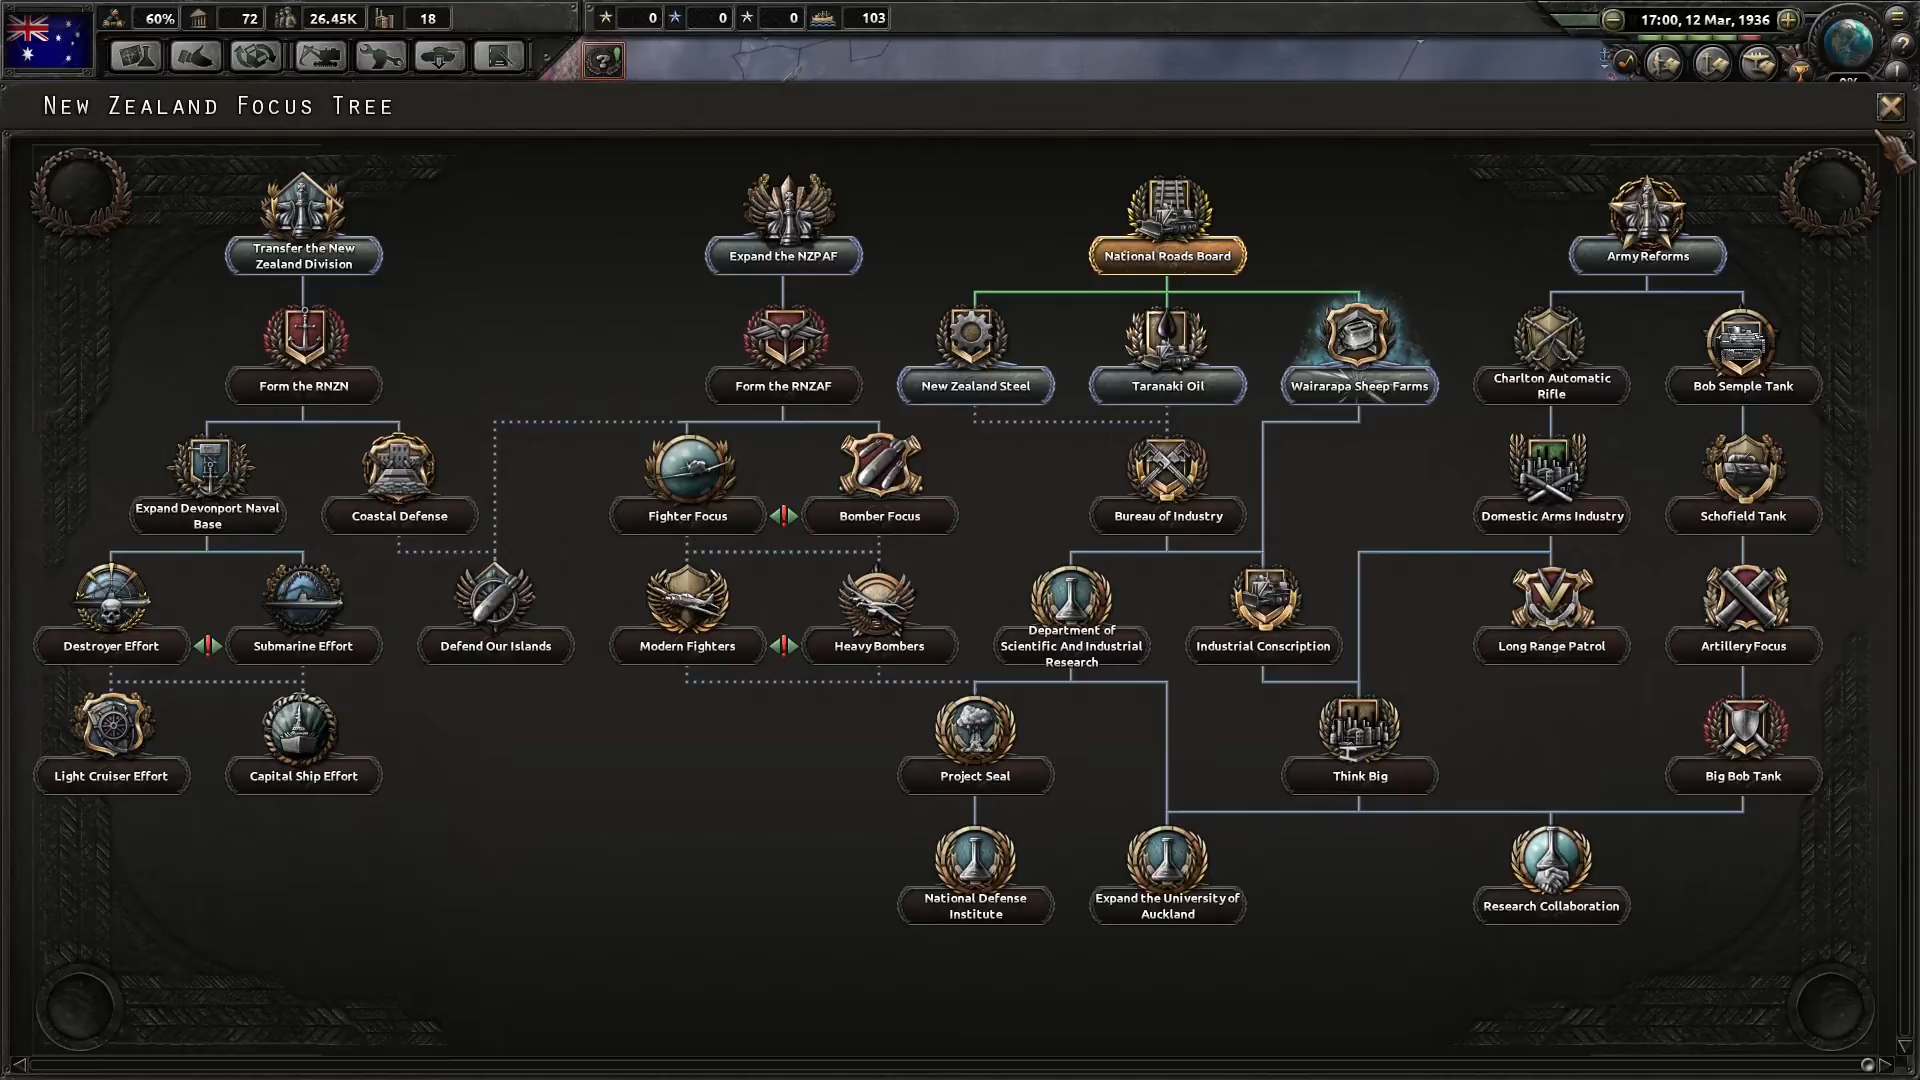 60%
72
26.45K
18
0
0
0
103
17:00, 12 Mar, 1936
New Zealand Focus Tree
Transfer the New
Zealand Division
Expand the NZPAF
National Roads Board
Army Reforms
Form the RNZN
Form the RNZAF
New Zealand Steel
Taranaki Oil
Wairarapa Sheep Farms
Charlton Automatic
Rifle
Bob Semple Tank
Expand Devonport Naval
Base
Coastal Defense
Fighter Focus
Bomber Focus
Bureau of Industry
Domestic Arms Industry
Schofield Tank
Destroyer Effort
Submarine Effort
Defend Our Islands
Modern Fighters
Heavy Bombers
Department of
Scientific And Industrial
Research
Industrial Conscription
Long Range Patrol
Artillery Focus
Light Cruiser Effort
Capital Ship Effort
Project Seal
Think Big
Big Bob Tank
National Defense
Institute
Expand the University of
Auckland
Research Collaboration